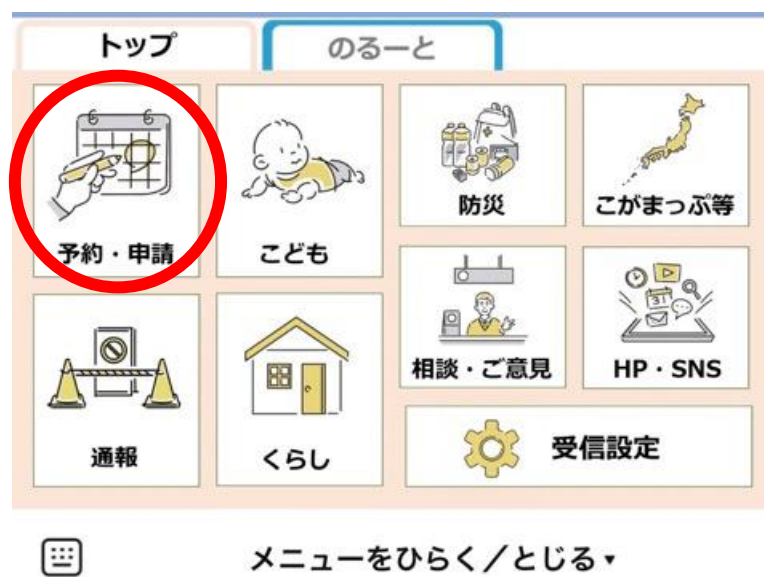 トップ
のるーと
予約・申請
こども
防災
こがまっぷ等
通報
くらし
相談・ご意見
HP・SNS
31
受信設定
メニューをひらく／とじる▼